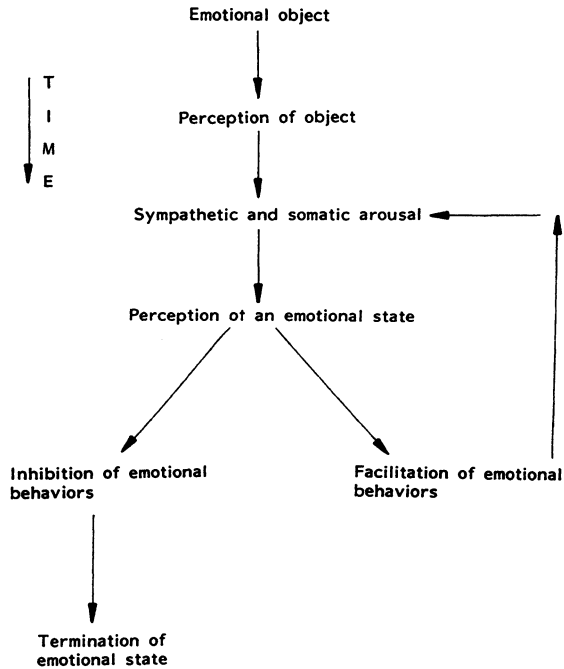 Emotional object
T
I
M
E
Perception of object
Sympathetic and somatic arousal
Perception of an emotional state
Inhibition of emotional
behaviors
Facilitation of emotional
behaviors
Termination of
emotional state